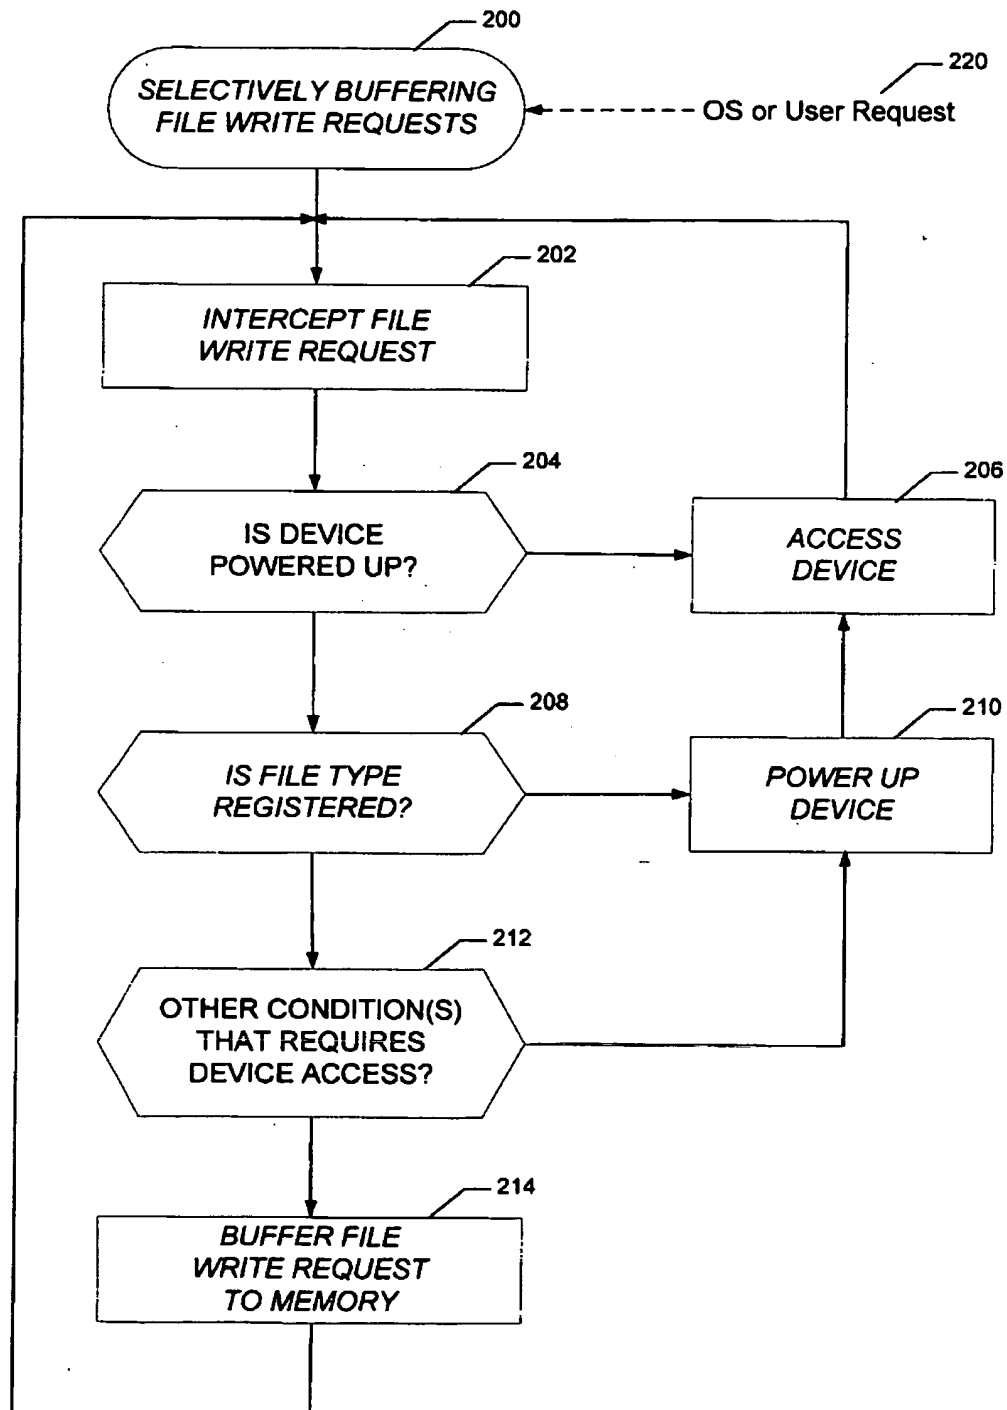 200
220
SELECTIVELY BUFFERING
FILE WRITE REQUESTS
OS or User Request
202
INTERCEPT FILE
WRITE REQUEST
204
IS DEVICE
POWERED UP?
206
ACCESS
DEVICE
208
IS FILE TYPE
REGISTERED?
210
POWER UP
DEVICE
212
OTHER CONDITION(S)
THAT REQUIRES
DEVICE ACCESS?
214
BUFFER FILE
WRITE REQUEST
TO MEMORY